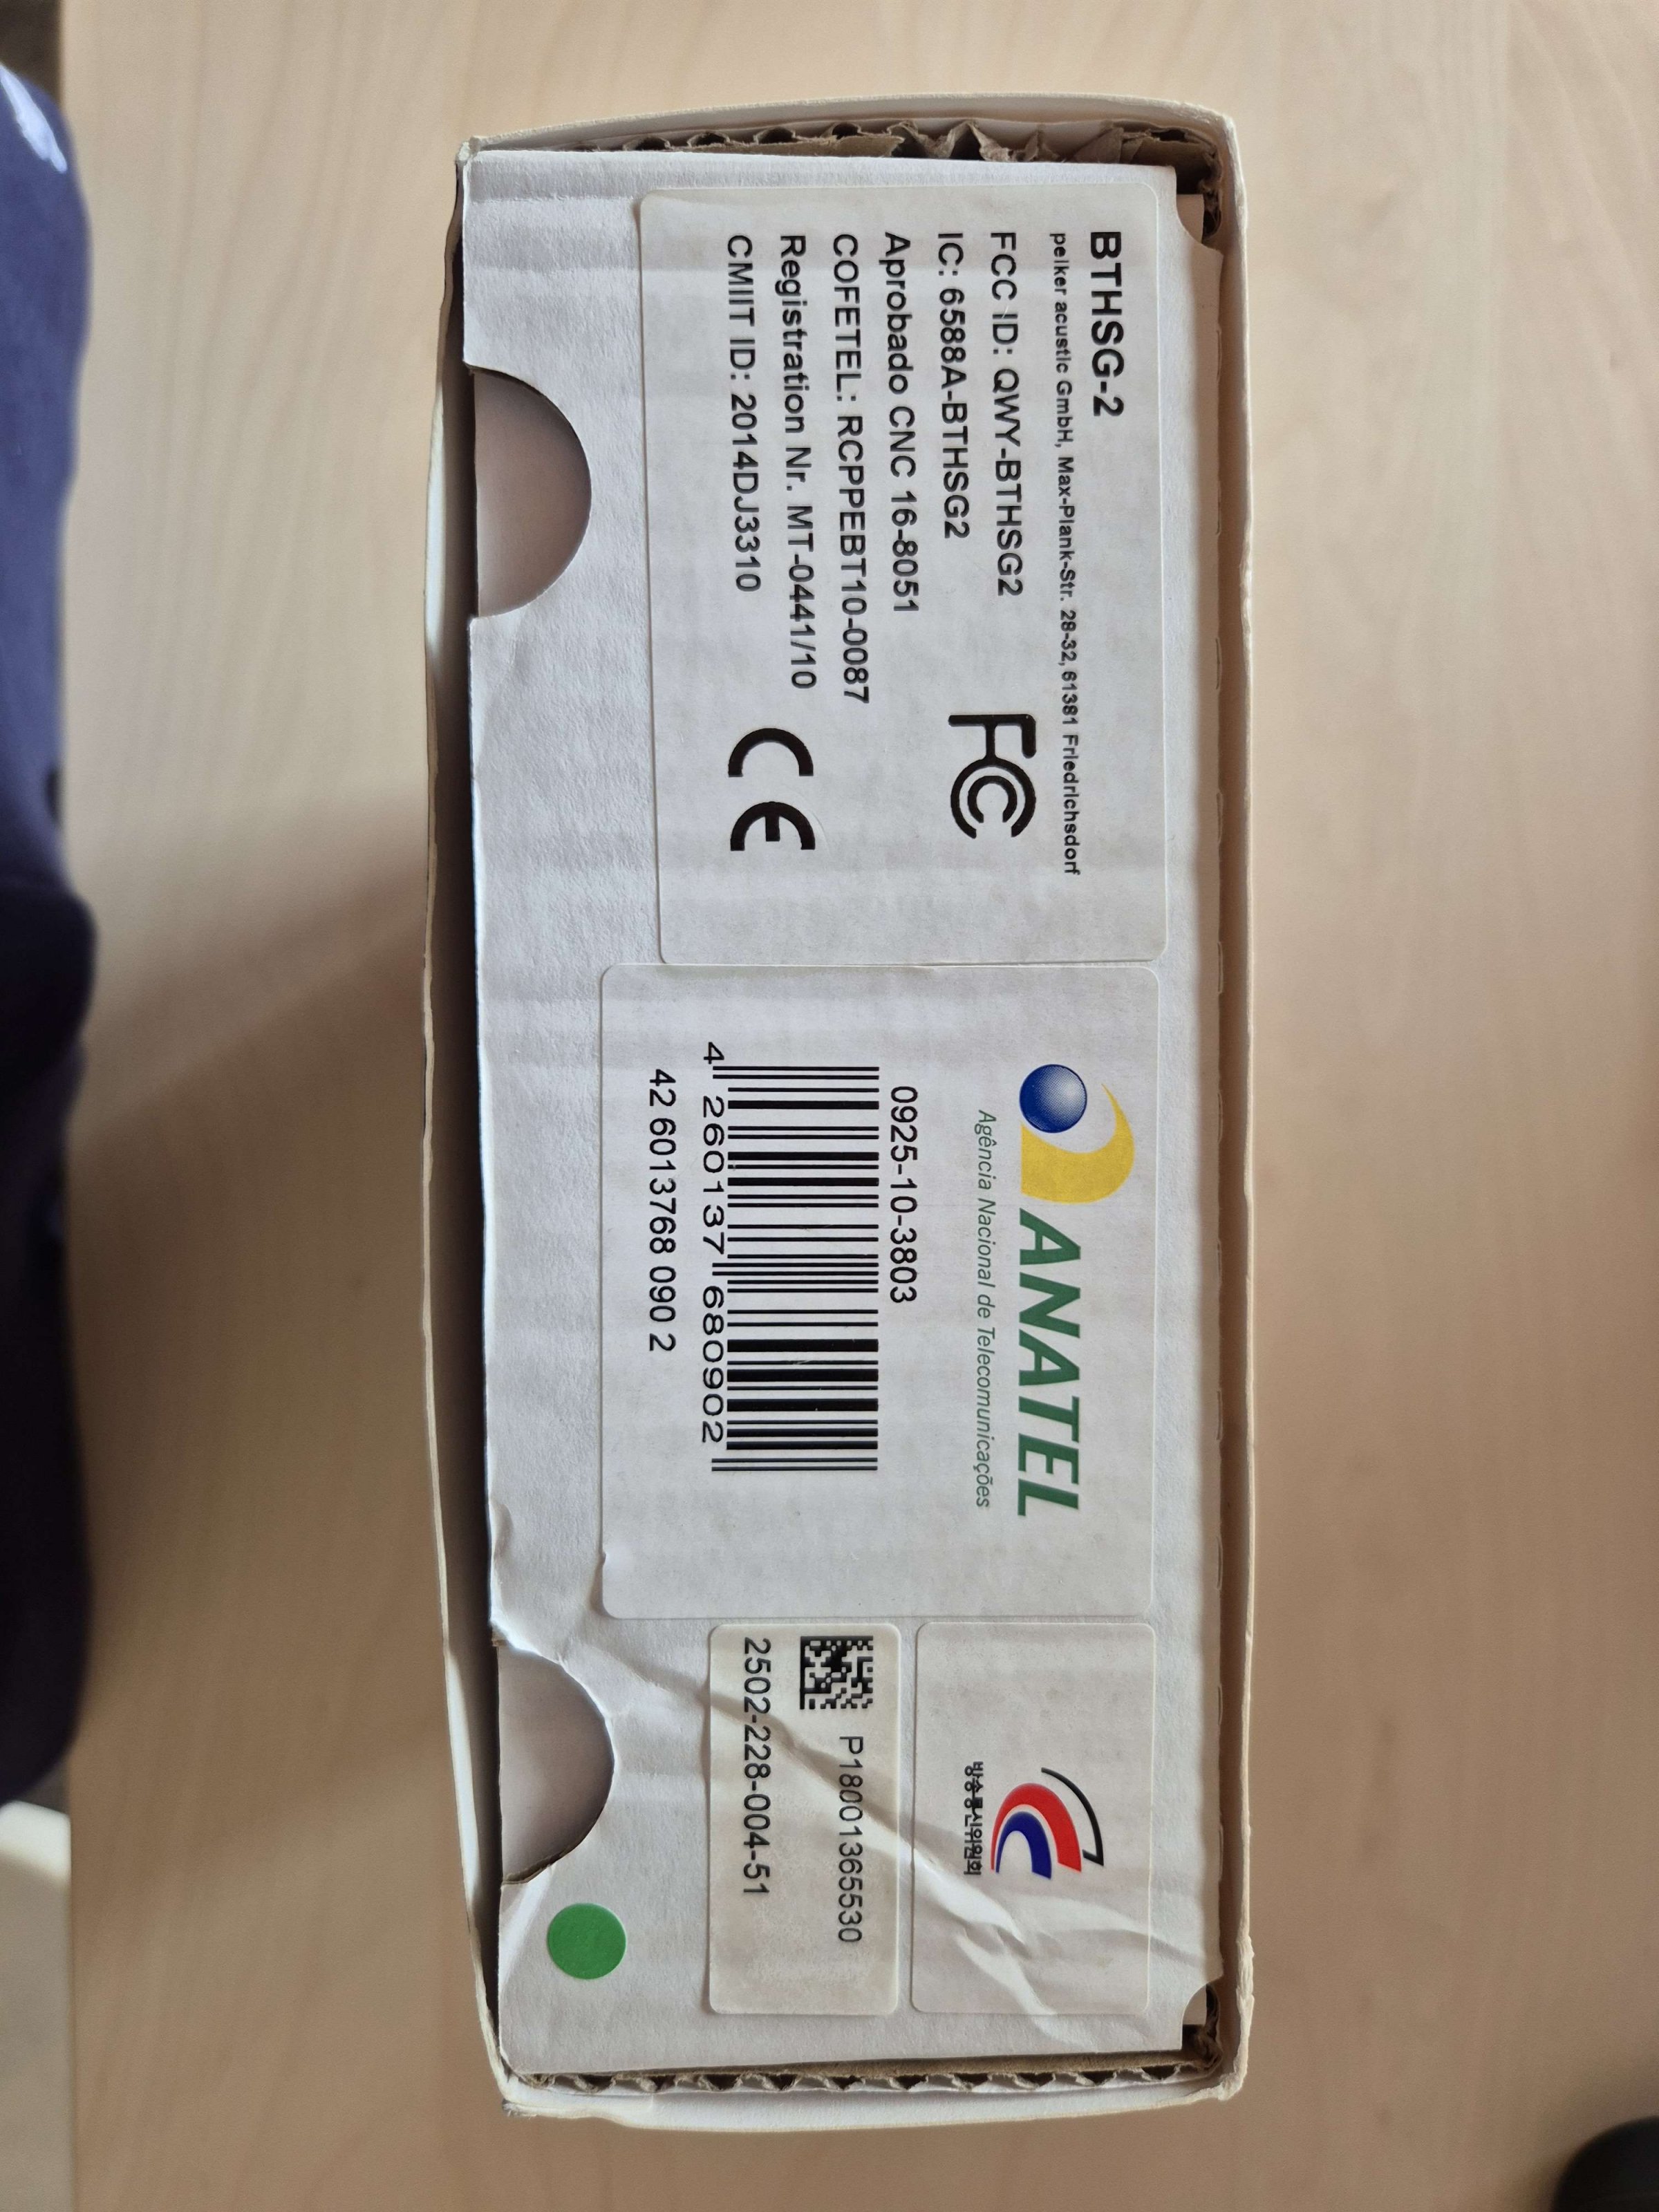 BTHSG-2
peiker acustic GmbH, Max-Plank-Str. 28-32, 61381 Friedrichsdorf
FCC ID: QWY-BTHSG2
IC: 6588A-BTHSG2
Aprobado CNC 16-8051
COFETEL: RCPPEBT10-0087
Registration Nr. MT-0441/10
CMIIT ID: 2014DJ3310
FC
CE
ANATEL
Agência Nacional de Telecomunicações
0925-10-3803
4 260137 680902
42 6013768 090 2
방송통신위원회
P18001365530
2502-228-004-51